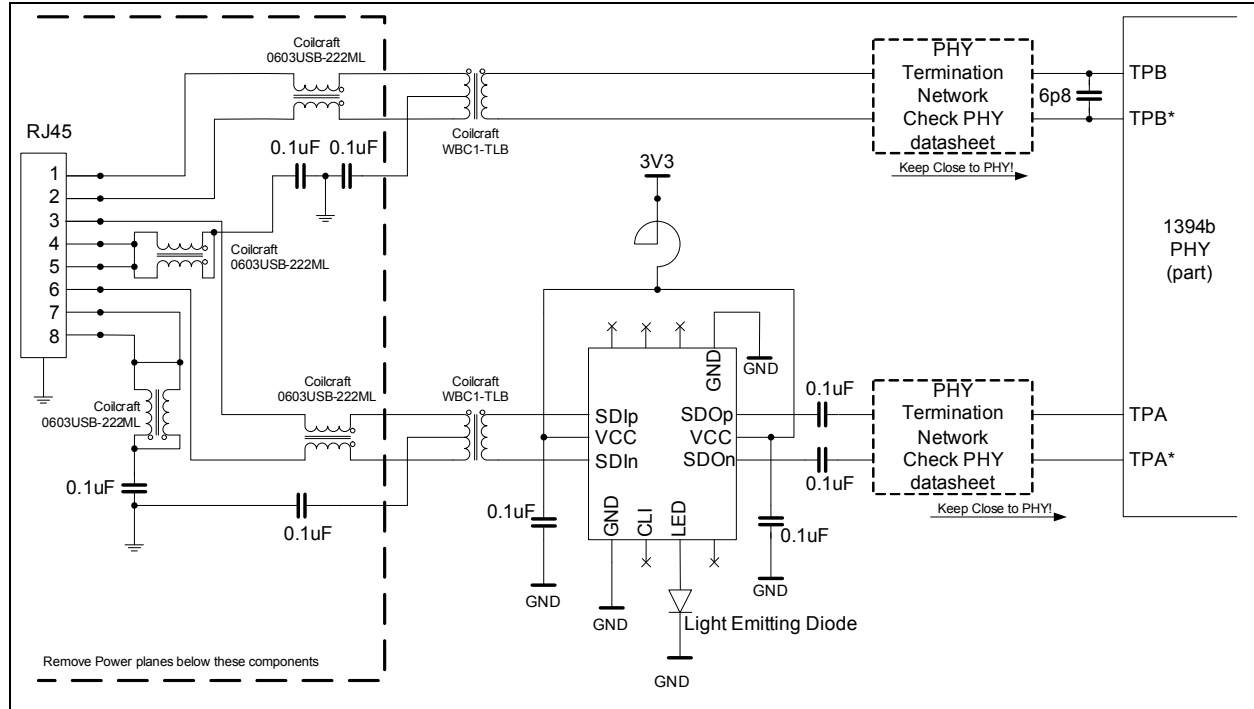 Coilcraft
0603USB-222ML
RJ45
1
2
3
4
5
6
7
8
0.1uF
0.1uF
Coilcraft
0603USB-222ML
Coilcraft
WBC1-TLB
PHY
Termination
Network
Check PHY
datasheet
Keep Close to PHY!
6p8
TPB
TPB*
1394b
PHY
(part)
3V3
Coilcraft
0603USB-222ML
0.1uF
Coilcraft
0603USB-222ML
0.1uF
Coilcraft
WBC1-TLB
SDIp
VCC
SDIn
GND
GND
SDOp
VCC
SDOn
GND
CLI
LED
0.1uF
GND
GND
Light Emitting Diode
GND
0.1uF
GND
0.1uF
0.1uF
PHY
Termination
Network
Check PHY
datasheet
Keep Close to PHY!
TPA
TPA*
Remove Power planes below these components